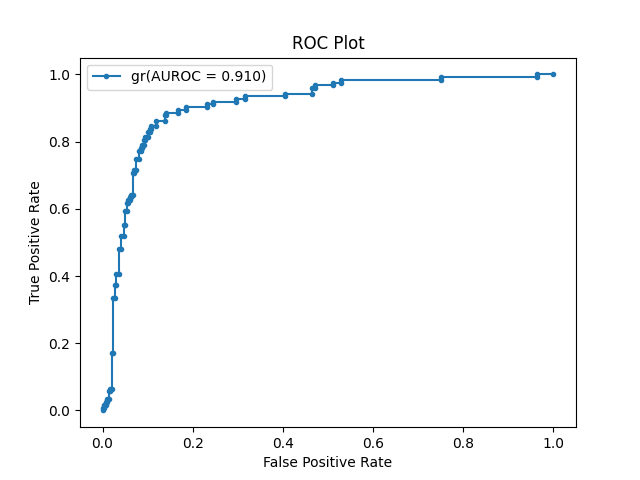 ROC Plot
gr(AUROC = 0.910)
1.0
0.8
0.6
0.4
0.2
0.0
True Positive Rate
0.0 0.2 0.4 0.6 0.8 1.0
False Positive Rate